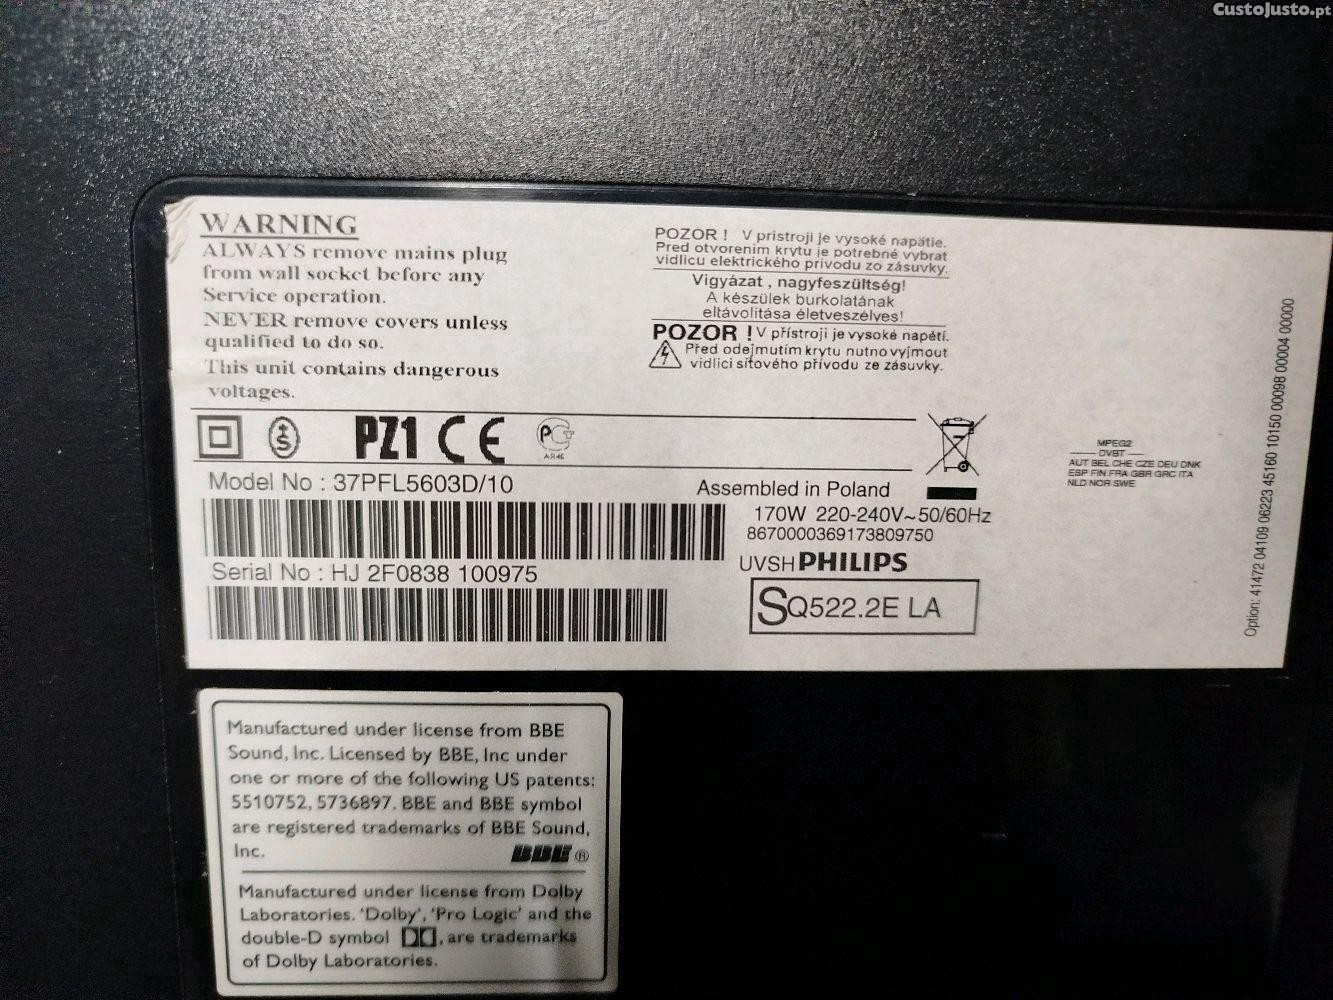 CustoJusto.pt
WARNING
ALWAYS remove mains plug
from wall socket before any
Service operation.
NEVER remove covers unless
qualified to do so.
This unit contains dangerous
voltages.
POZOR ! V pristroji je vysoké napätie.
Pred otvorením krytu je potrebné vybrat
vidlicu elektrického privodu zo zásuvky.
Vigyázat , nagyfeszültség!
A készülek burkolatának
eltávolitása életveszélyes!
POZOR ! V přístroji je vysoké napětí.
Před odejmutím krytu nutno vyjmout
vidlici síťového přívodu ze zásuvky.
PZ1 CE
Model No : 37PFL5603D/10
Serial No : HJ 2F0838 100975
Assembled in Poland
170W 220-240V~50/60Hz
8670000369173809750
UVSH PHILIPS
SQ522.2E LA
MPEG2
DVBT
AUT BEL CHE CZE DEU DNK
ESP FIN FRA GBR GRC ITA
NLD NOR SWE
Option: 41472 04109 06223 45160 10150 00098 00004 00000
Manufactured under license from BBE
Sound, Inc. Licensed by BBE, Inc under
one or more of the following US patents:
5510752, 5736897. BBE and BBE symbol
are registered trademarks of BBE Sound,
Inc.
BBE ®
Manufactured under license from Dolby
Laboratories. 'Dolby', 'Pro Logic' and the
double-D symbol , are trademarks
of Dolby Laboratories.